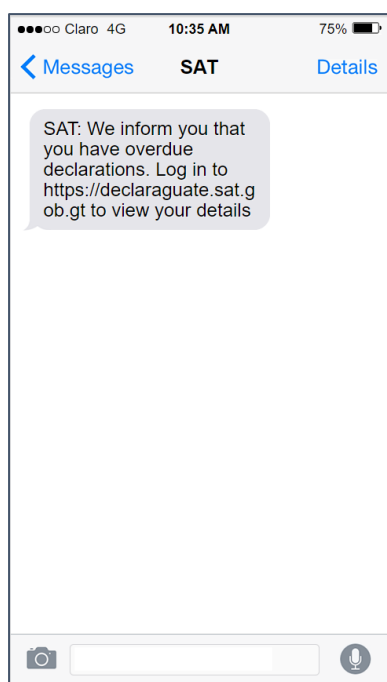 Claro 4G 10:35 AM 75%
Messages SAT Details
SAT: We inform you that
you have overdue
declarations. Log in to
https://declaraguate.sat.g
ob.gt to view your details